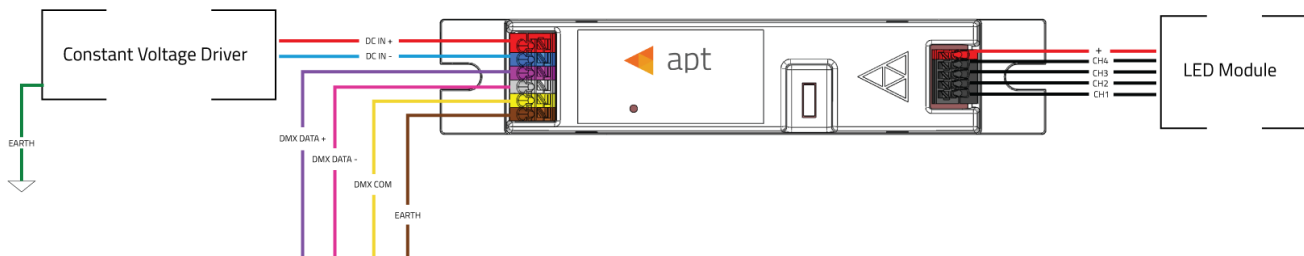 Constant Voltage Driver
EARTH
DC IN +
DC IN -
DMX DATA +
DMX DATA -
DMX COM
EARTH
apt
+
CH4
CH3
CH2
CH1
LED Module